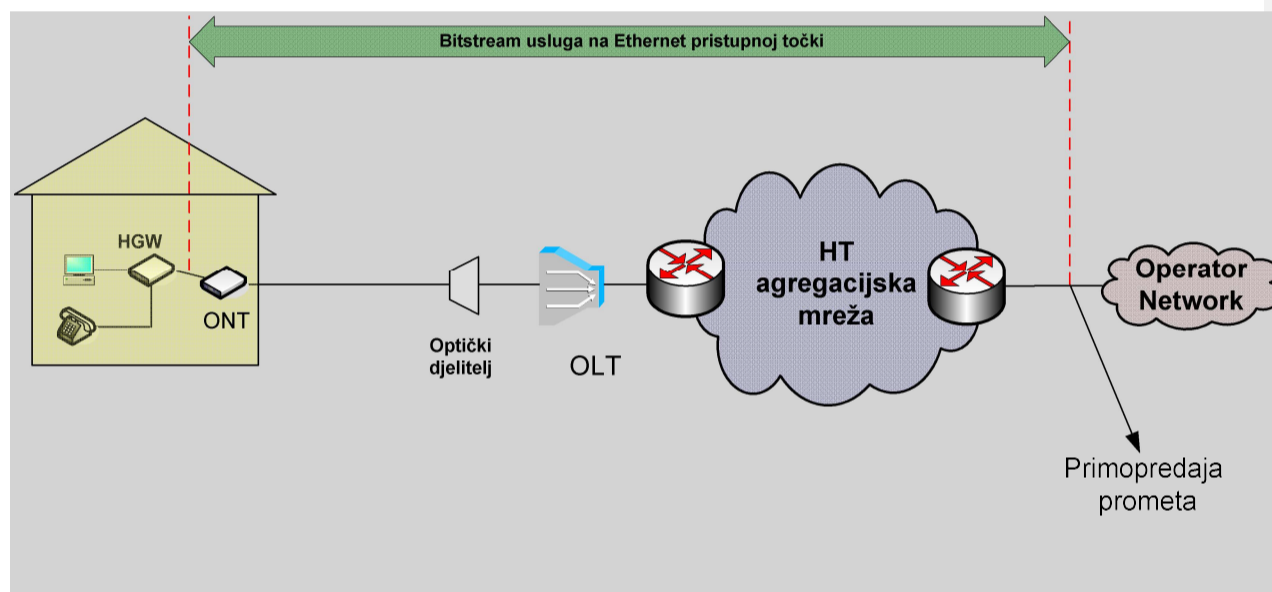 Bitstream usluga na Ethernet pristupnoj točki
HGW
ONT
Optički
djelitelj
OLT
HT
agregacijska
mreža
Operator
Network
Primopredaja
prometa